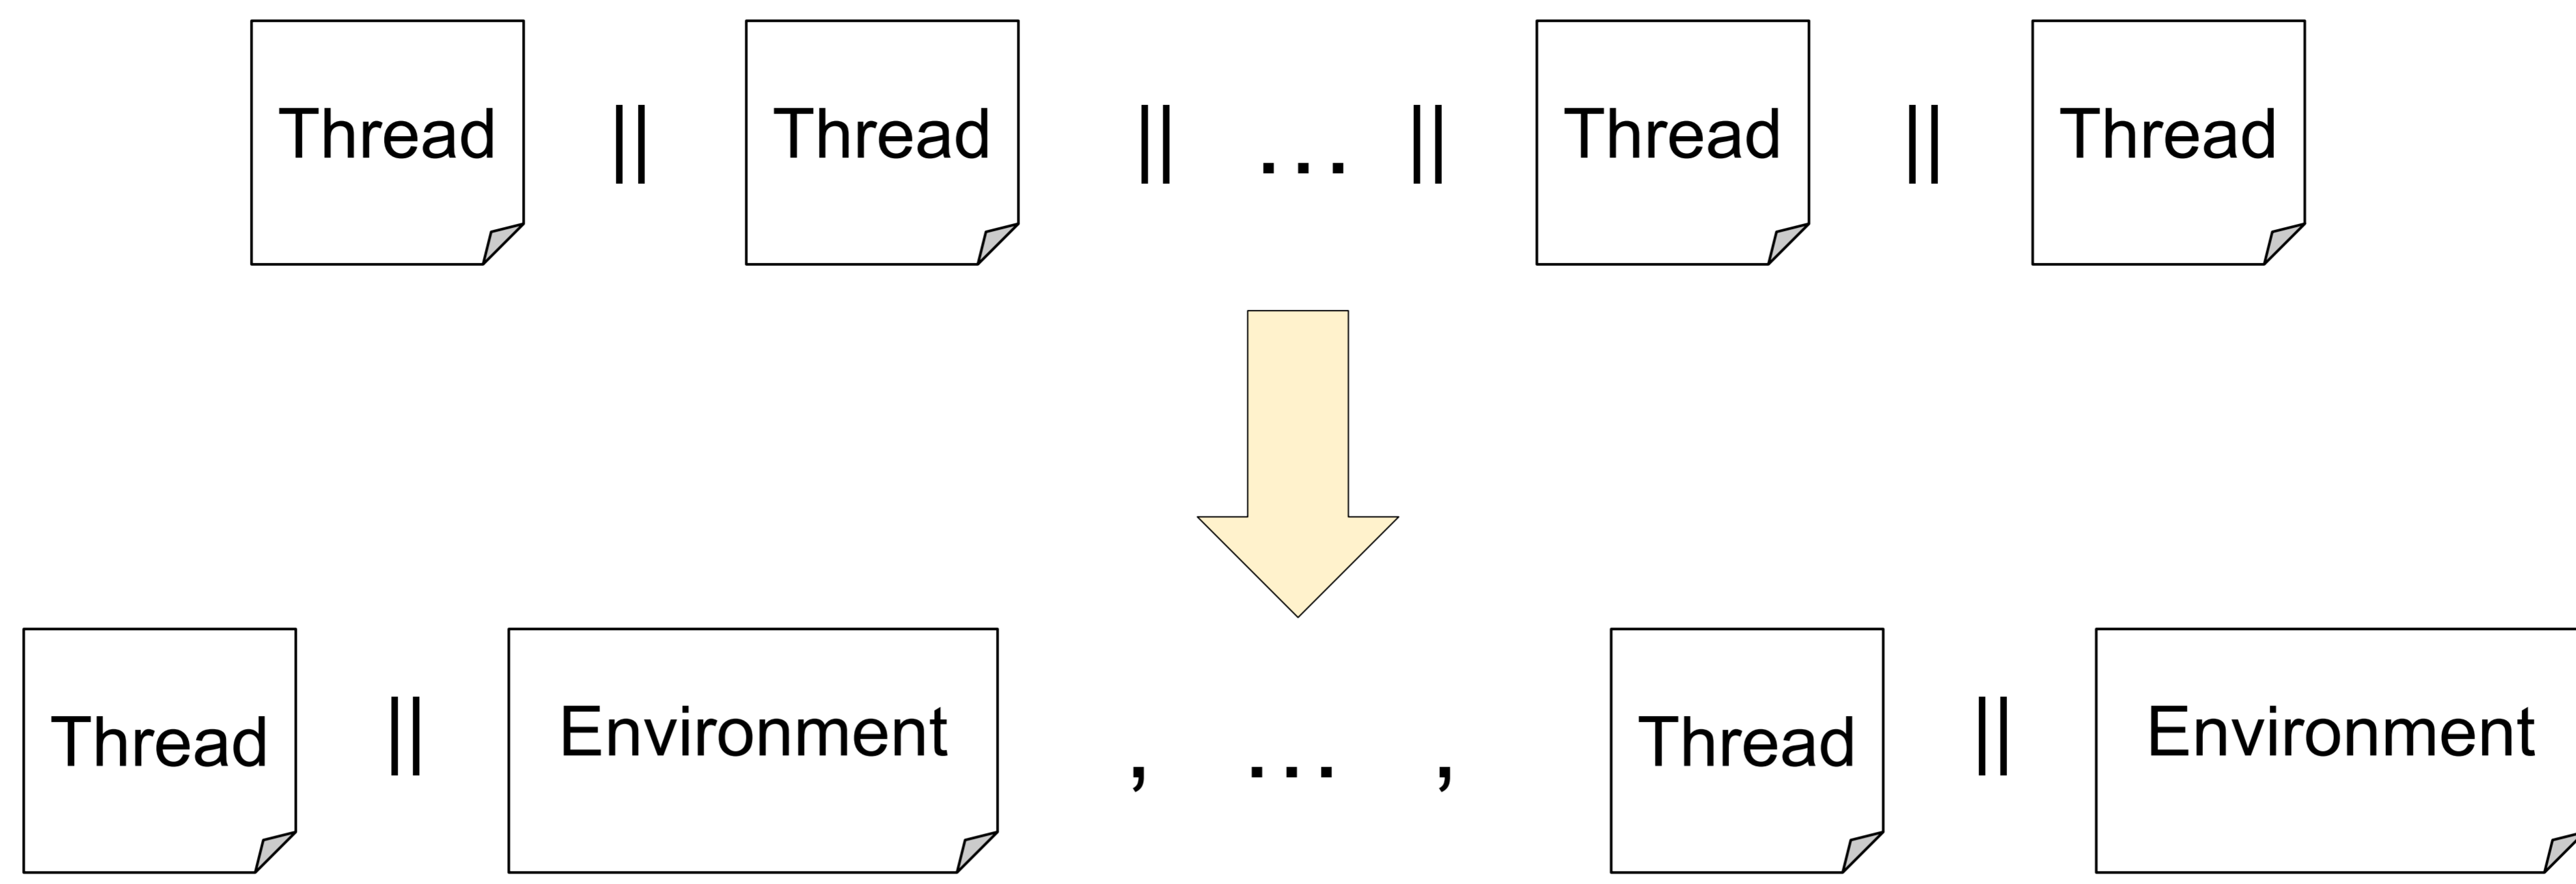 Thread || Thread || ... || Thread || Thread
Thread || Environment , ... , Thread || Environment